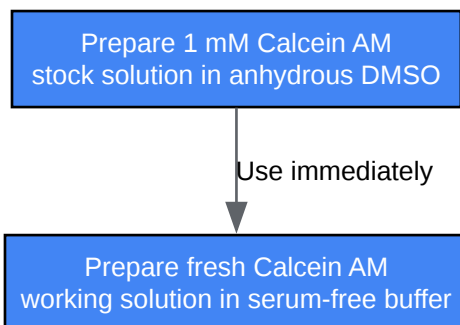 Prepare 1 mM Calcein AM
stock solution in anhydrous DMSO
Use immediately
Prepare fresh Calcein AM
working solution in serum-free buffer